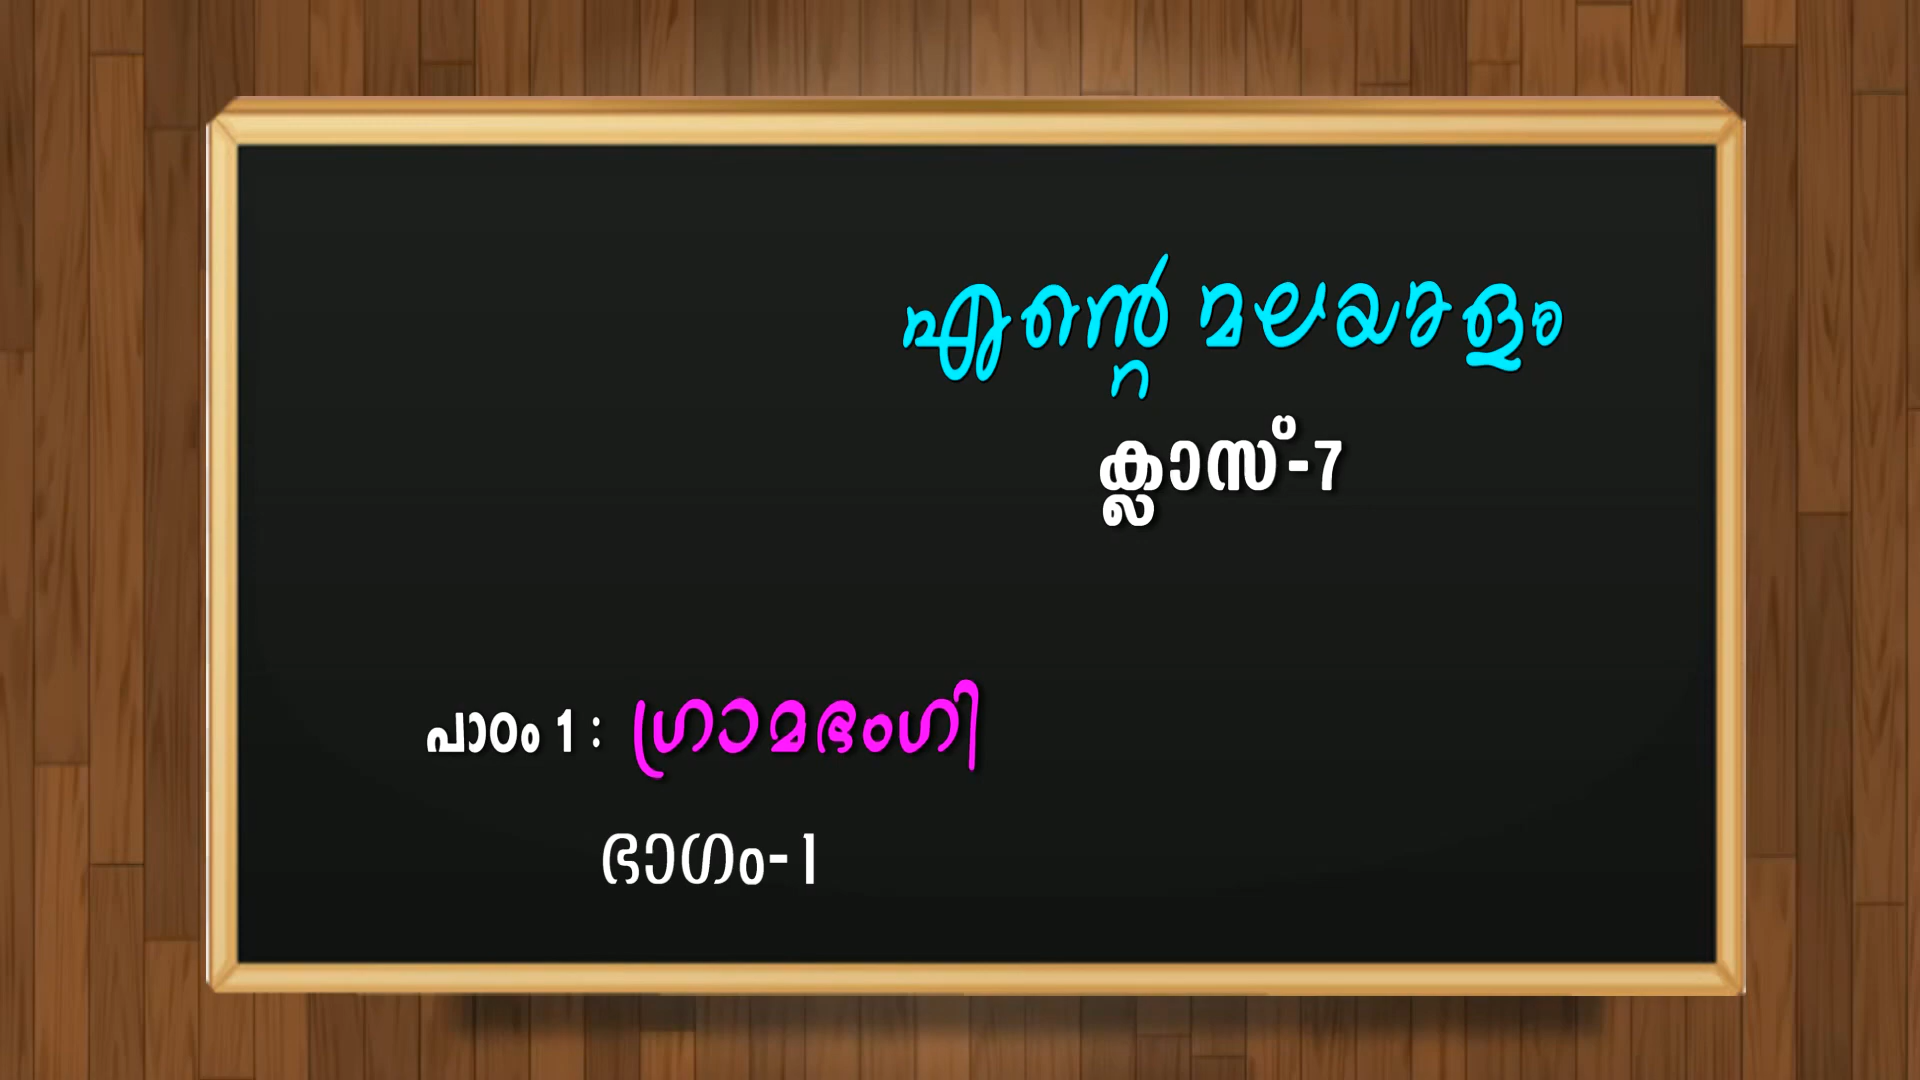 എന്റെ മലയാളം
ക്ലാസ്-7
പാഠം 1 : ഗ്രാമഭംഗി
ഭാഗം-1